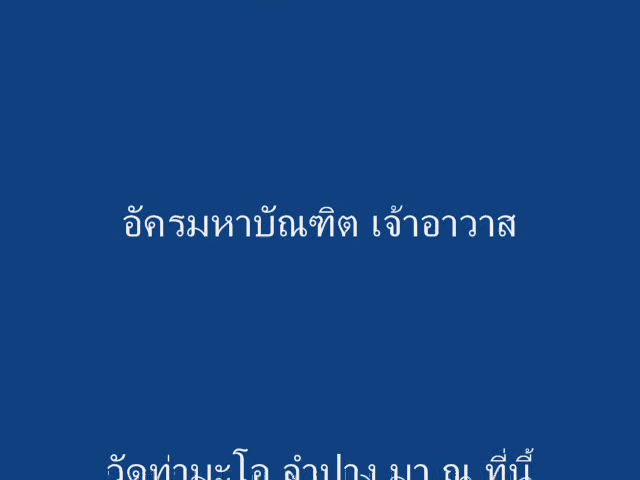 อัครมหาบัณฑิต เจ้าอาวาส
วัดท่ามะโอ ลำปาง มา ณ ที่นี้